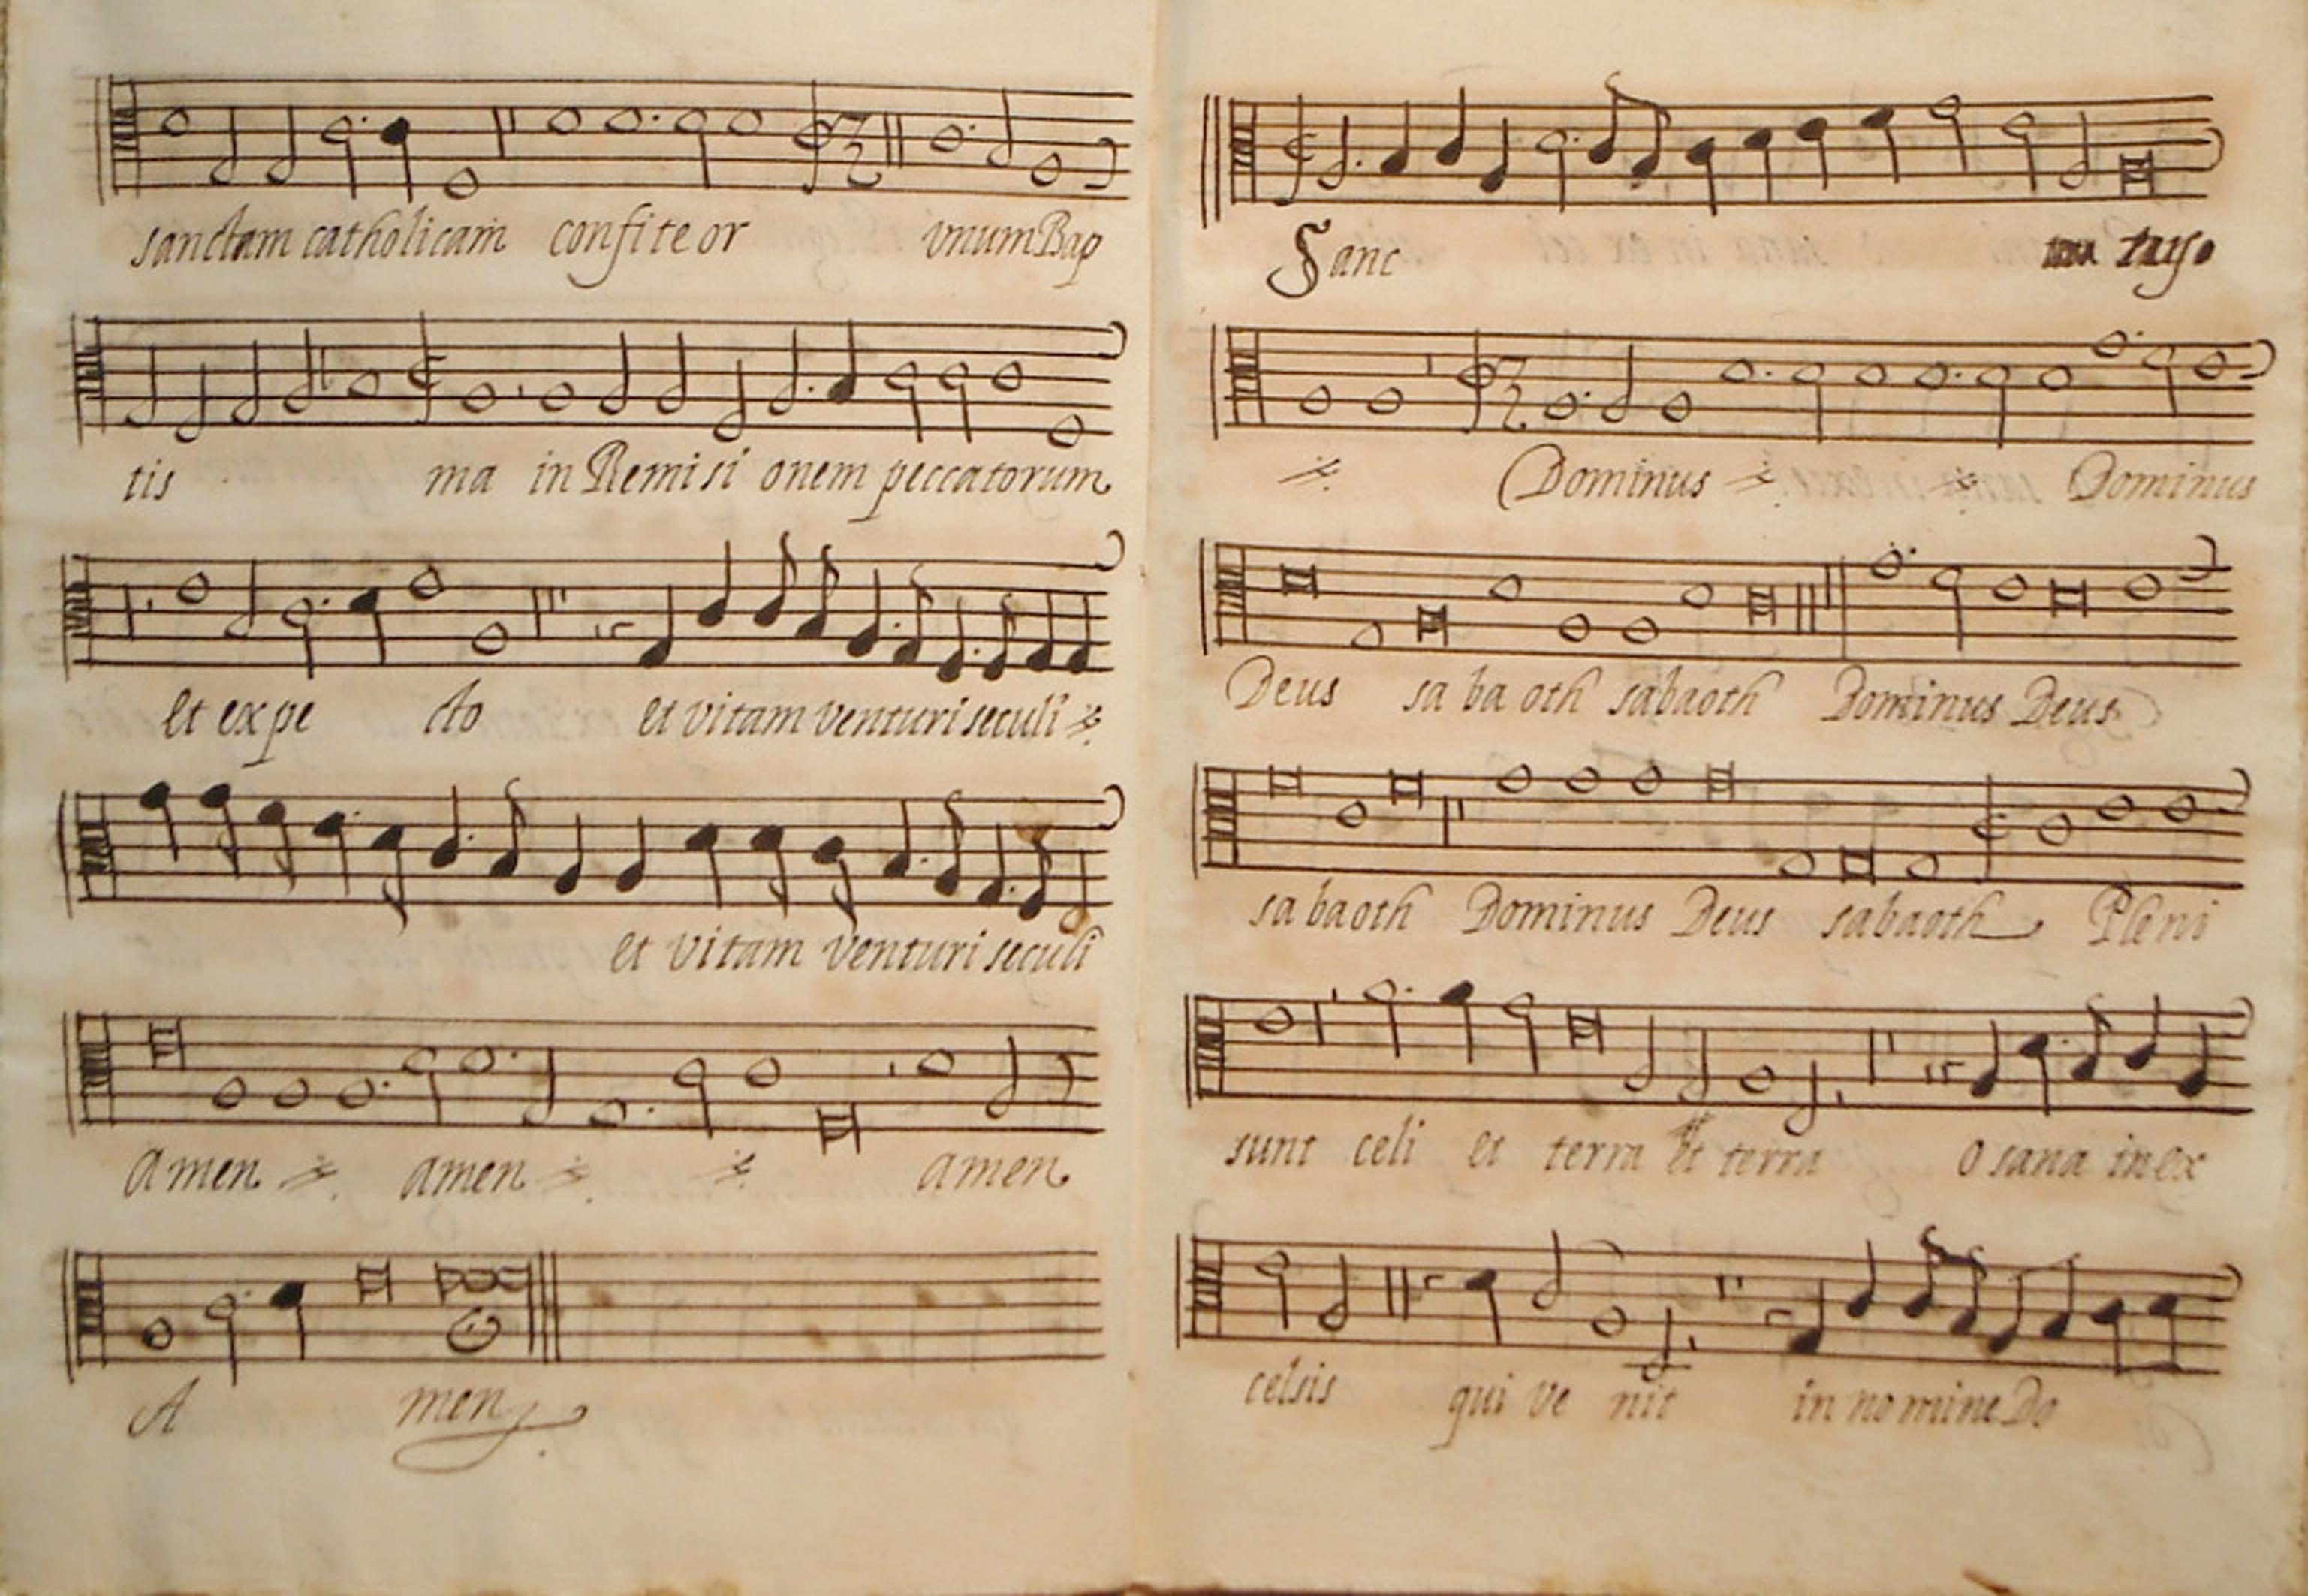 sanctam catholicam confiteor vnum Bap
tis ma in Remisi onem peccatorum
et expe cto et vitam venturi seculi
et vitam venturi seculi
amen amen amen
A men
Sanc tus
Dominus Dominus
Deus sa ba oth sabaoth Dominus Deus
sa baoth Dominus Deus sabaoth Pleni
sunt celi et terra et terra O sana in ex
celsis qui ve nit in nomine Do